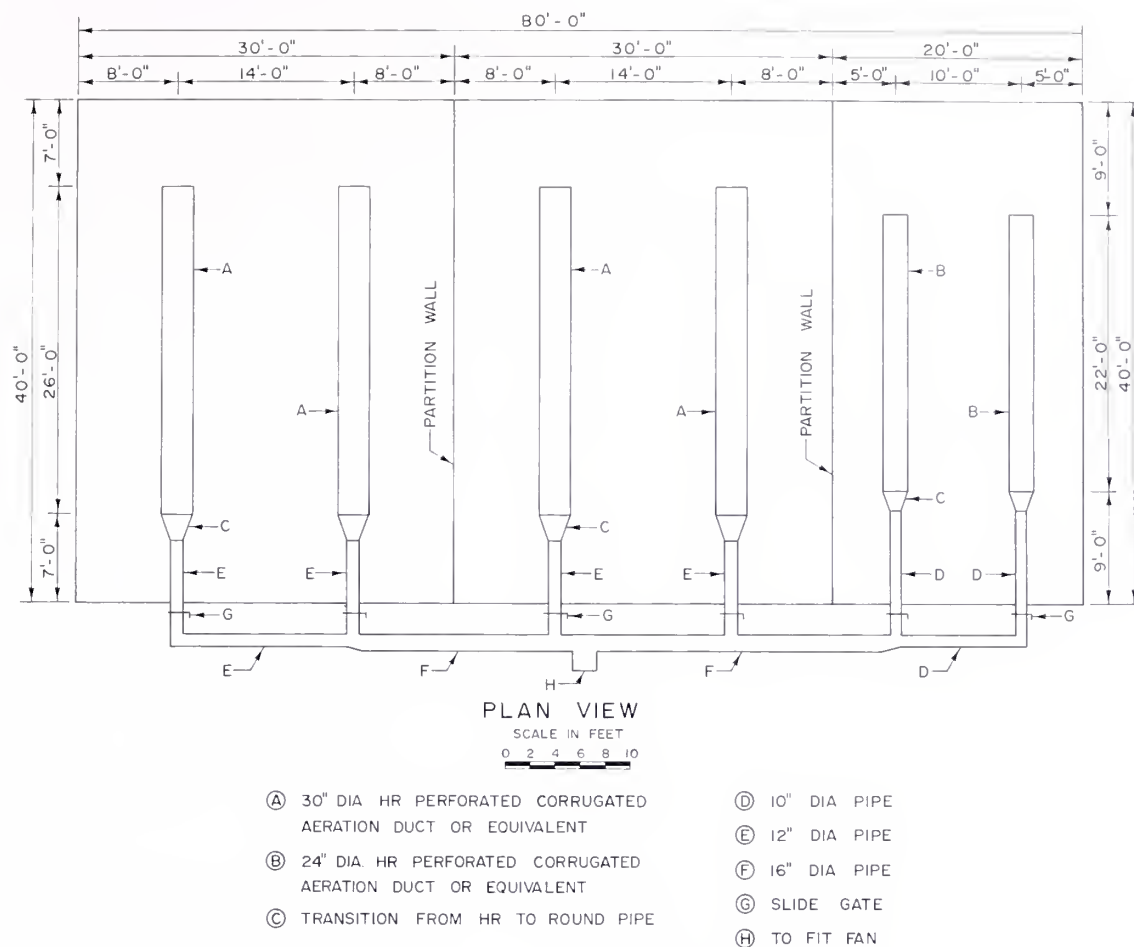 80'-0"
30'-0" 30'-0" 20'-0"
8'-0" 14'-0" 8'-0" 8'-0" 14'-0" 8'-0" 5'-0" 10'-0" 5'-0"
7'-0"
26'-0"
40'-0"
7'-0"
9'-0"
22'-0"
40'-0"
9'-0"
A
A
B
PARTITION WALL
PARTITION WALL
A
A
B
C
C
C
E
E
E
E
D
D
G
G
G
E
F
H
F
D
PLAN VIEW
SCALE IN FEET
0 2 4 6 8 10
Ⓐ 30" DIA HR PERFORATED CORRUGATED
AERATION DUCT OR EQUIVALENT
Ⓑ 24" DIA. HR PERFORATED CORRUGATED
AERATION DUCT OR EQUIVALENT
Ⓒ TRANSITION FROM HR TO ROUND PIPE
Ⓓ 10" DIA PIPE
Ⓔ 12" DIA PIPE
Ⓕ 16" DIA PIPE
Ⓖ SLIDE GATE
Ⓗ TO FIT FAN